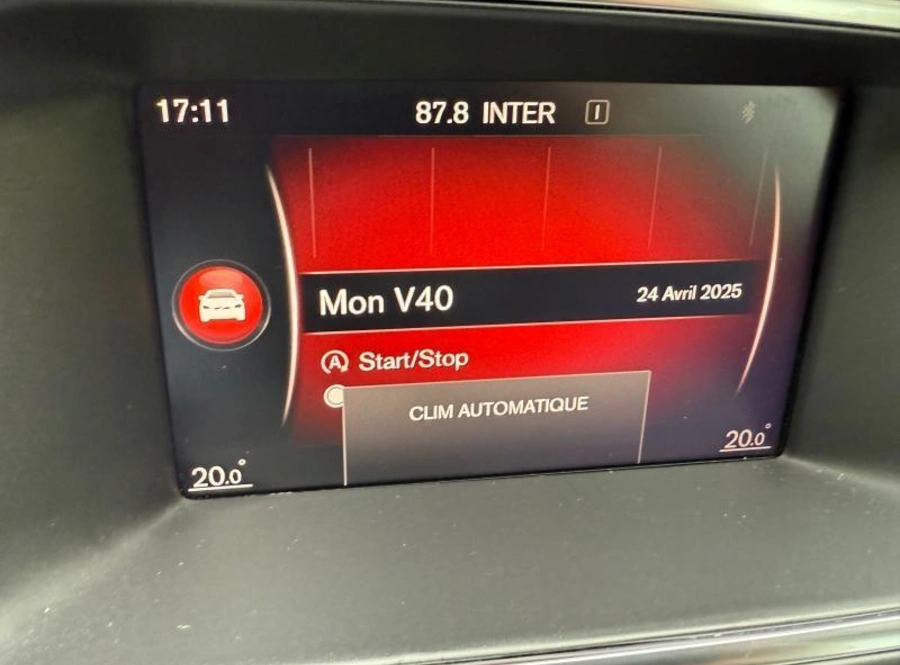 17:11 87.8 INTER I
Mon V40 24 Avril 2025
A Start/Stop
CLIM AUTOMATIQUE
20.0° 20.0°